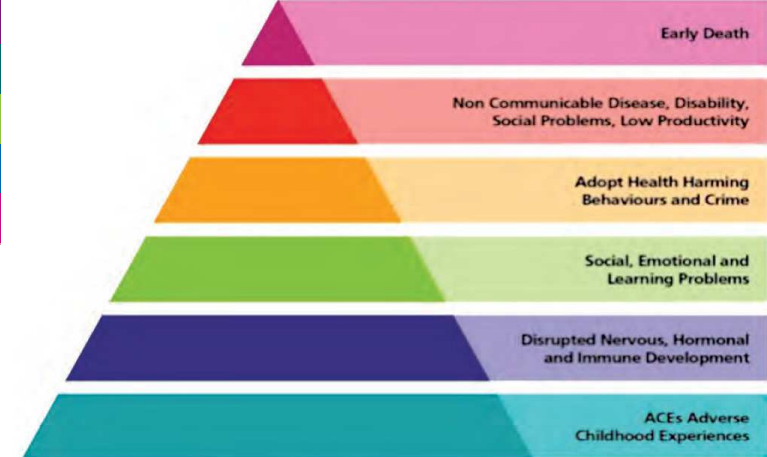 Early Death
Non Communicable Disease, Disability,
Social Problems, Low Productivity
Adopt Health Harming
Behaviours and Crime
Social, Emotional and
Learning Problems
Disrupted Nervous, Hormonal
and Immune Development
ACEs Adverse
Childhood Experiences